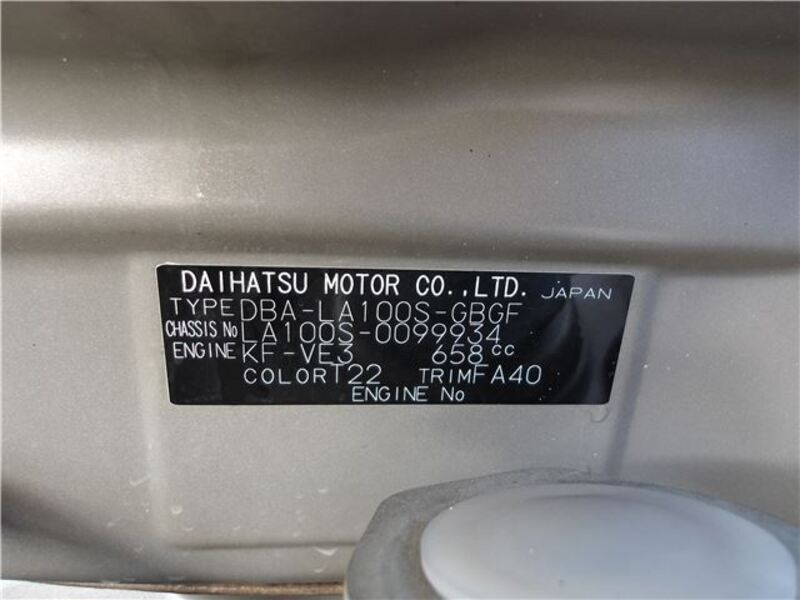 DAIHATSU MOTOR CO.,LTD. JAPAN
TYPE DBA-LA100S-GBGF
CHASSIS No LA100S-0099934
ENGINE KF-VE3 658cc
COLOR T22 TRIM FA40
ENGINE No